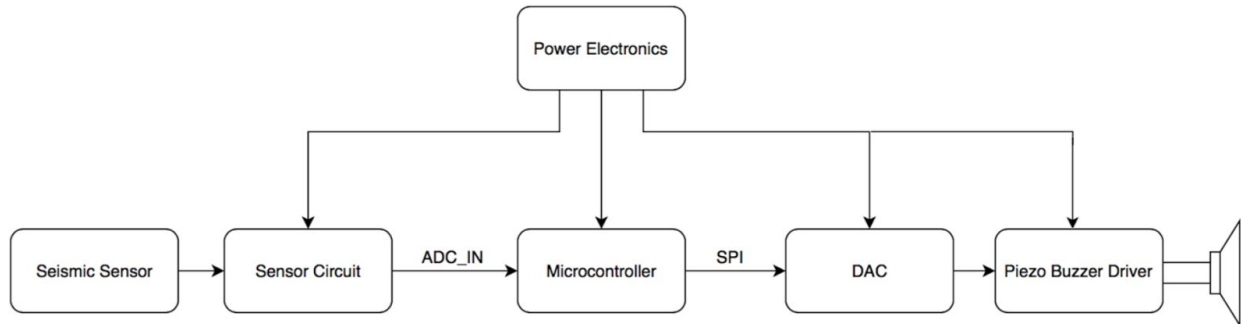 Power Electronics
Seismic Sensor
Sensor Circuit
ADC_IN
Microcontroller
SPI
DAC
Piezo Buzzer Driver